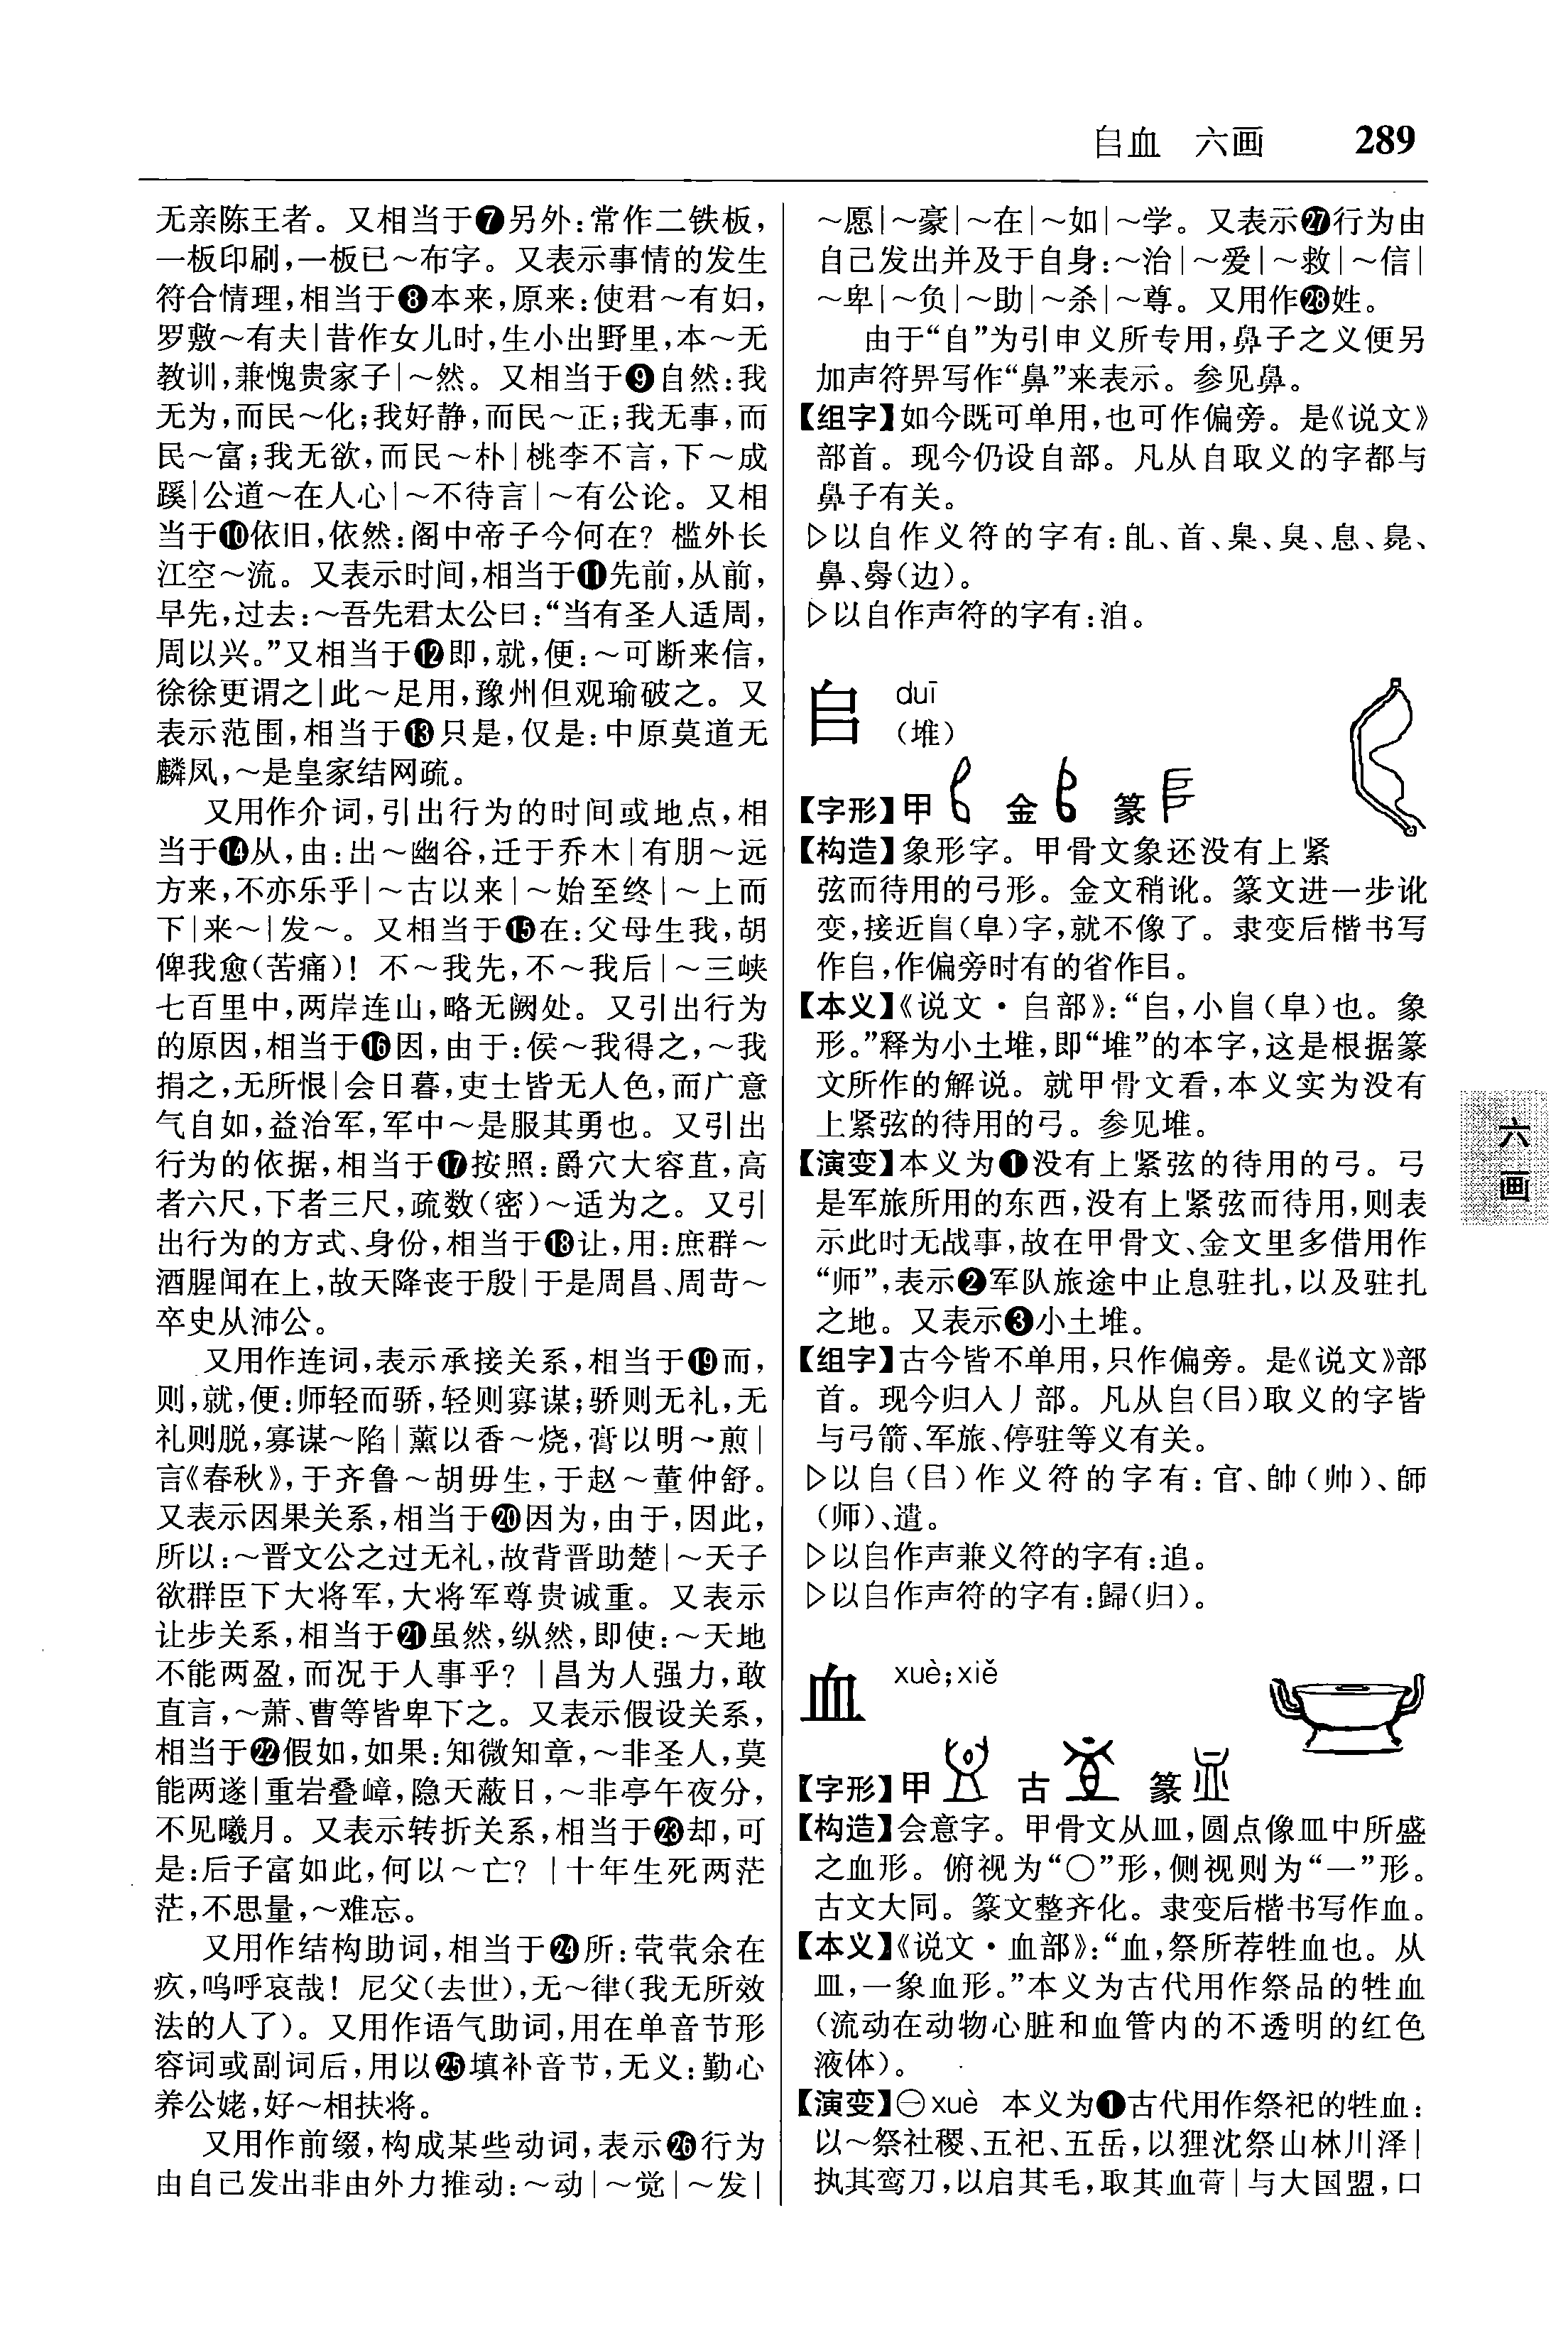 𠂤血 六画 289
无亲陈王者。又相当于❼另外:常作二铁板,
一板印刷,一板已～布字。又表示事情的发生
符合情理,相当于❽本来,原来:使君～有妇,
罗敷～有夫|昔作女儿时,生小出野里,本～无
教训,兼愧贵家子|～然。又相当于❾自然:我
无为,而民～化;我好静,而民～正;我无事,而
民～富;我无欲,而民～朴|桃李不言,下～成
蹊|公道～在人心|～不待言|～有公论。又相
当于❿依旧,依然:阁中帝子今何在?槛外长
江空～流。又表示时间,相当于⓫先前,从前,
早先,过去:～吾先君太公曰:“当有圣人适周,
周以兴。”又相当于⓬即,就,便:～可断来信,
徐徐更谓之|此～足用,豫州但观瑜破之。又
表示范围,相当于⓭只是,仅是:中原莫道无
麟凤,～是皇家结网疏。
又用作介词,引出行为的时间或地点,相
当于⓮从,由:出～幽谷,迁于乔木|有朋～远
方来,不亦乐乎|～古以来|～始至终|～上而
下|来～|发～。又相当于⓯在:父母生我,胡
俾我愈(苦痛)!不～我先,不～我后|～三峡
七百里中,两岸连山,略无阙处。又引出行为
的原因,相当于⓰因,由于:侯～我得之,～我
捐之,无所恨|会日暮,吏士皆无人色,而广意
气自如,益治军,军中～是服其勇也。又引出
行为的依据,相当于⓱按照:爵穴大容苴,高
者六尺,下者三尺,疏数(密)～适为之。又引
出行为的方式、身份,相当于⓲让,用:庶群～
酒腥闻在上,故天降丧于殷|于是周昌、周苛～
卒史从沛公。
又用作连词,表示承接关系,相当于⓳而,
则,就,便:师轻而骄,轻则寡谋;骄则无礼,无
礼则脱,寡谋～陷|薰以香～烧,膏以明～煎|
言《春秋》,于齐鲁～胡毋生,于赵～董仲舒。
又表示因果关系,相当于⓴因为,由于,因此,
所以:～晋文公之过无礼,故背晋助楚|～天子
欲群臣下大将军,大将军尊贵诚重。又表示
让步关系,相当于㉑虽然,纵然,即使:～天地
不能两盈,而况于人事乎?|昌为人强力,敢
直言,～萧、曹等皆卑下之。又表示假设关系,
相当于㉒假如,如果:知微知章,～非圣人,莫
能两遂|重岩叠嶂,隐天蔽日,～非亭午夜分,
不见曦月。又表示转折关系,相当于㉓却,可
是:后子富如此,何以～亡?|十年生死两茫
茫,不思量,～难忘。
又用作结构助词,相当于㉔所:茕茕余在
疚,呜呼哀哉!尼父(去世),无～律(我无所效
法的人了)。又用作语气助词,用在单音节形
容词或副词后,用以㉕填补音节,无义:勤心
养公姥,好～相扶将。
又用作前缀,构成某些动词,表示㉖行为
由自己发出非由外力推动:～动|～觉|～发|
～愿|～豪|～在|～如|～学。又表示㉗行为由
自己发出并及于自身:～治|～爱|～救|～信|
～卑|～负|～助|～杀|～尊。又用作㉘姓。
由于“自”为引申义所专用,鼻子之义便另
加声符畀写作“鼻”来表示。参见鼻。
【组字】如今既可单用,也可作偏旁。是《说文》
部首。现今仍设自部。凡从自取义的字都与
鼻子有关。
▷以自作义符的字有:臫、首、臬、臭、息、臱、
鼻、臱(边)。
▷以自作声符的字有:洎。
𠂤 duī
(堆)
【字形】甲 金 篆
【构造】象形字。甲骨文象还没有上紧
弦而待用的弓形。金文稍讹。篆文进一步讹
变,接近𨸏(阜)字,就不像了。隶变后楷书写
作𠂤,作偏旁时有的省作㠯。
【本义】《说文·𠂤部》:“𠂤,小𨸏(阜)也。象
形。”释为小土堆,即“堆”的本字,这是根据篆
文所作的解说。就甲骨文看,本义实为没有
上紧弦的待用的弓。参见堆。
【演变】本义为❶没有上紧弦的待用的弓。弓
是军旅所用的东西,没有上紧弦而待用,则表
示此时无战事,故在甲骨文、金文里多借用作
“师”,表示❷军队旅途中止息驻扎,以及驻扎
之地。又表示❸小土堆。
【组字】古今皆不单用,只作偏旁。是《说文》部
首。现今归入丿部。凡从𠂤(㠯)取义的字皆
与弓箭、军旅、停驻等义有关。
▷以𠂤(㠯)作义符的字有:官、帥(帅)、師
(师)、遣。
▷以𠂤作声兼义符的字有:追。
▷以𠂤作声符的字有:歸(归)。
血 xuè;xiě
【字形】甲 古 篆
【构造】会意字。甲骨文从皿,圆点像皿中所盛
之血形。俯视为“○”形,侧视则为“一”形。
古文大同。篆文整齐化。隶变后楷书写作血。
【本义】《说文·血部》:“血,祭所荐牲血也。从
皿,一象血形。”本义为古代用作祭品的牲血
(流动在动物心脏和血管内的不透明的红色
液体)。
【演变】㊀xuè 本义为❶古代用作祭祀的牲血:
以～祭社稷、五祀、五岳,以狸沈祭山林川泽|
执其鸾刀,以启其毛,取其血膋|与大国盟,口
六画